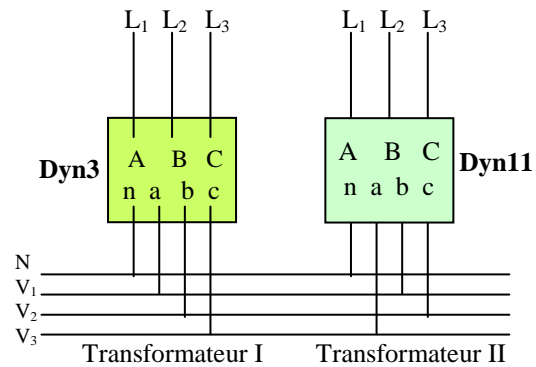 L₁ L₂ L₃ L₁ L₂ L₃
A B C A B C
Dyn3 Dyn11
n a b c n a b c
N
V₁
V₂
V₃
Transformateur I Transformateur II